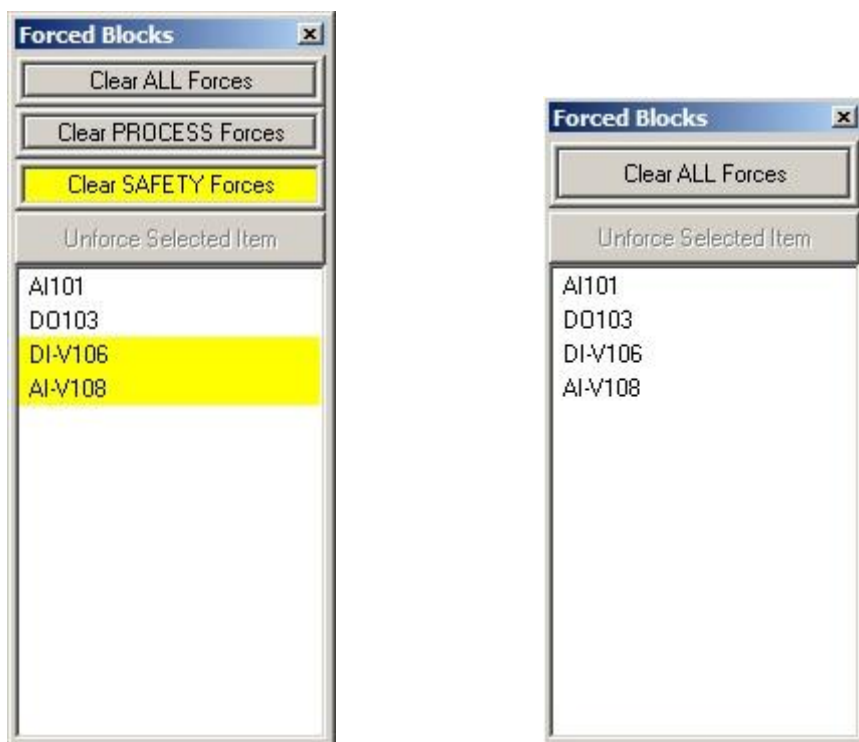 Forced Blocks
Clear ALL Forces
Clear PROCESS Forces
Clear SAFETY Forces
Unforce Selected Item
AI101
DO103
DI-V106
AI-V108
Forced Blocks
Clear ALL Forces
Unforce Selected Item
AI101
DO103
DI-V106
AI-V108